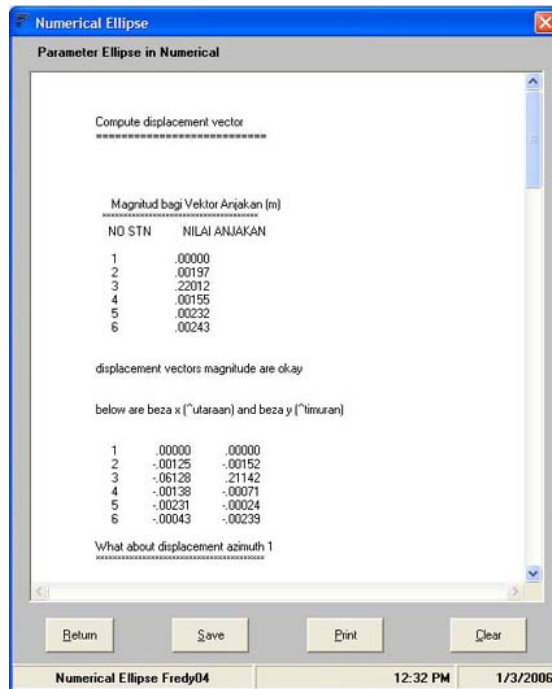 Numerical Ellipse
Parameter Ellipse in Numerical
Compute displacement vector
===========================
Magnitud bagi Vektor Anjakan (m)
NO STN NILAI ANJAKAN
1 .00000
2 .00197
3 .22012
4 .00155
5 .00232
6 .00243
displacement vectors magnitude are okay
below are beza x (^utaraan) and beza y (^timuran)
1 .00000 .00000
2 -.00125 -.00152
3 -.06128 .21142
4 -.00138 -.00071
5 -.00231 -.00024
6 -.00043 -.00239
What about displacement azimuth 1
Return Save Print Clear
Numerical Ellipse Fredy04 12:32 PM 1/3/2006